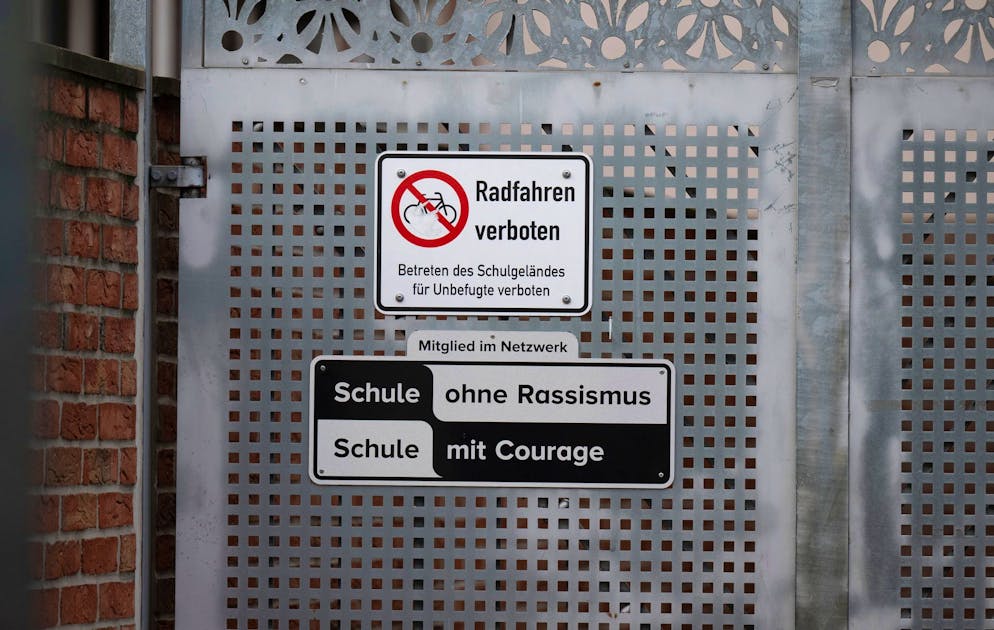 Radfahren
verboten
Betreten des Schulgeländes
für Unbefugte verboten
Mitglied im Netzwerk
Schule ohne Rassismus
Schule mit Courage